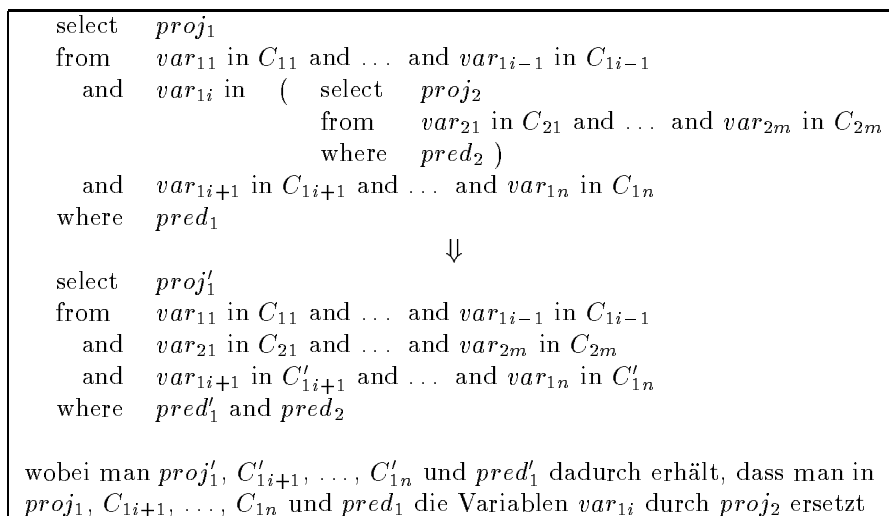 select proj₁
from var₁₁ in C₁₁ and … and var₁ᵢ₋₁ in C₁ᵢ₋₁
and var₁ᵢ in ( select proj₂
from var₂₁ in C₂₁ and … and var₂ₘ in C₂ₘ
where pred₂ )
and var₁ᵢ₊₁ in C₁ᵢ₊₁ and … and var₁ₙ in C₁ₙ
where pred₁
⇓
select proj′₁
from var₁₁ in C₁₁ and … and var₁ᵢ₋₁ in C₁ᵢ₋₁
and var₂₁ in C₂₁ and … and var₂ₘ in C₂ₘ
and var₁ᵢ₊₁ in C′₁ᵢ₊₁ and … and var₁ₙ in C′₁ₙ
where pred′₁ and pred₂
wobei man proj′₁, C′₁ᵢ₊₁, …, C′₁ₙ und pred′₁ dadurch erhält, dass man in
proj₁, C₁ᵢ₊₁, …, C₁ₙ und pred₁ die Variablen var₁ᵢ durch proj₂ ersetzt